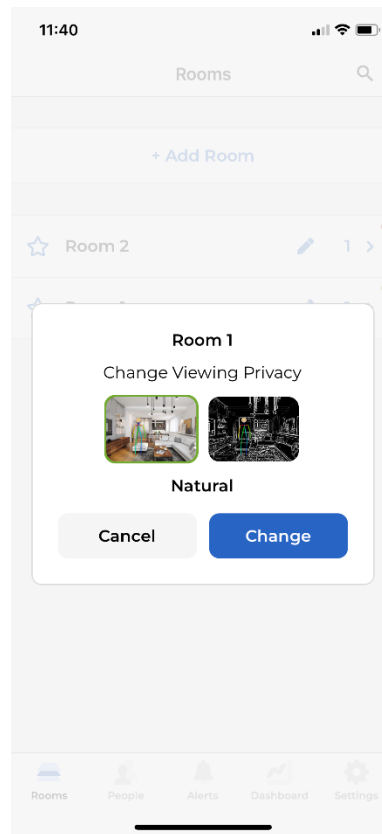 11:40
Rooms
+ Add Room
Room 2
1
Room 1
Change Viewing Privacy
Natural
Cancel
Change
Rooms
People
Alerts
Dashboard
Settings